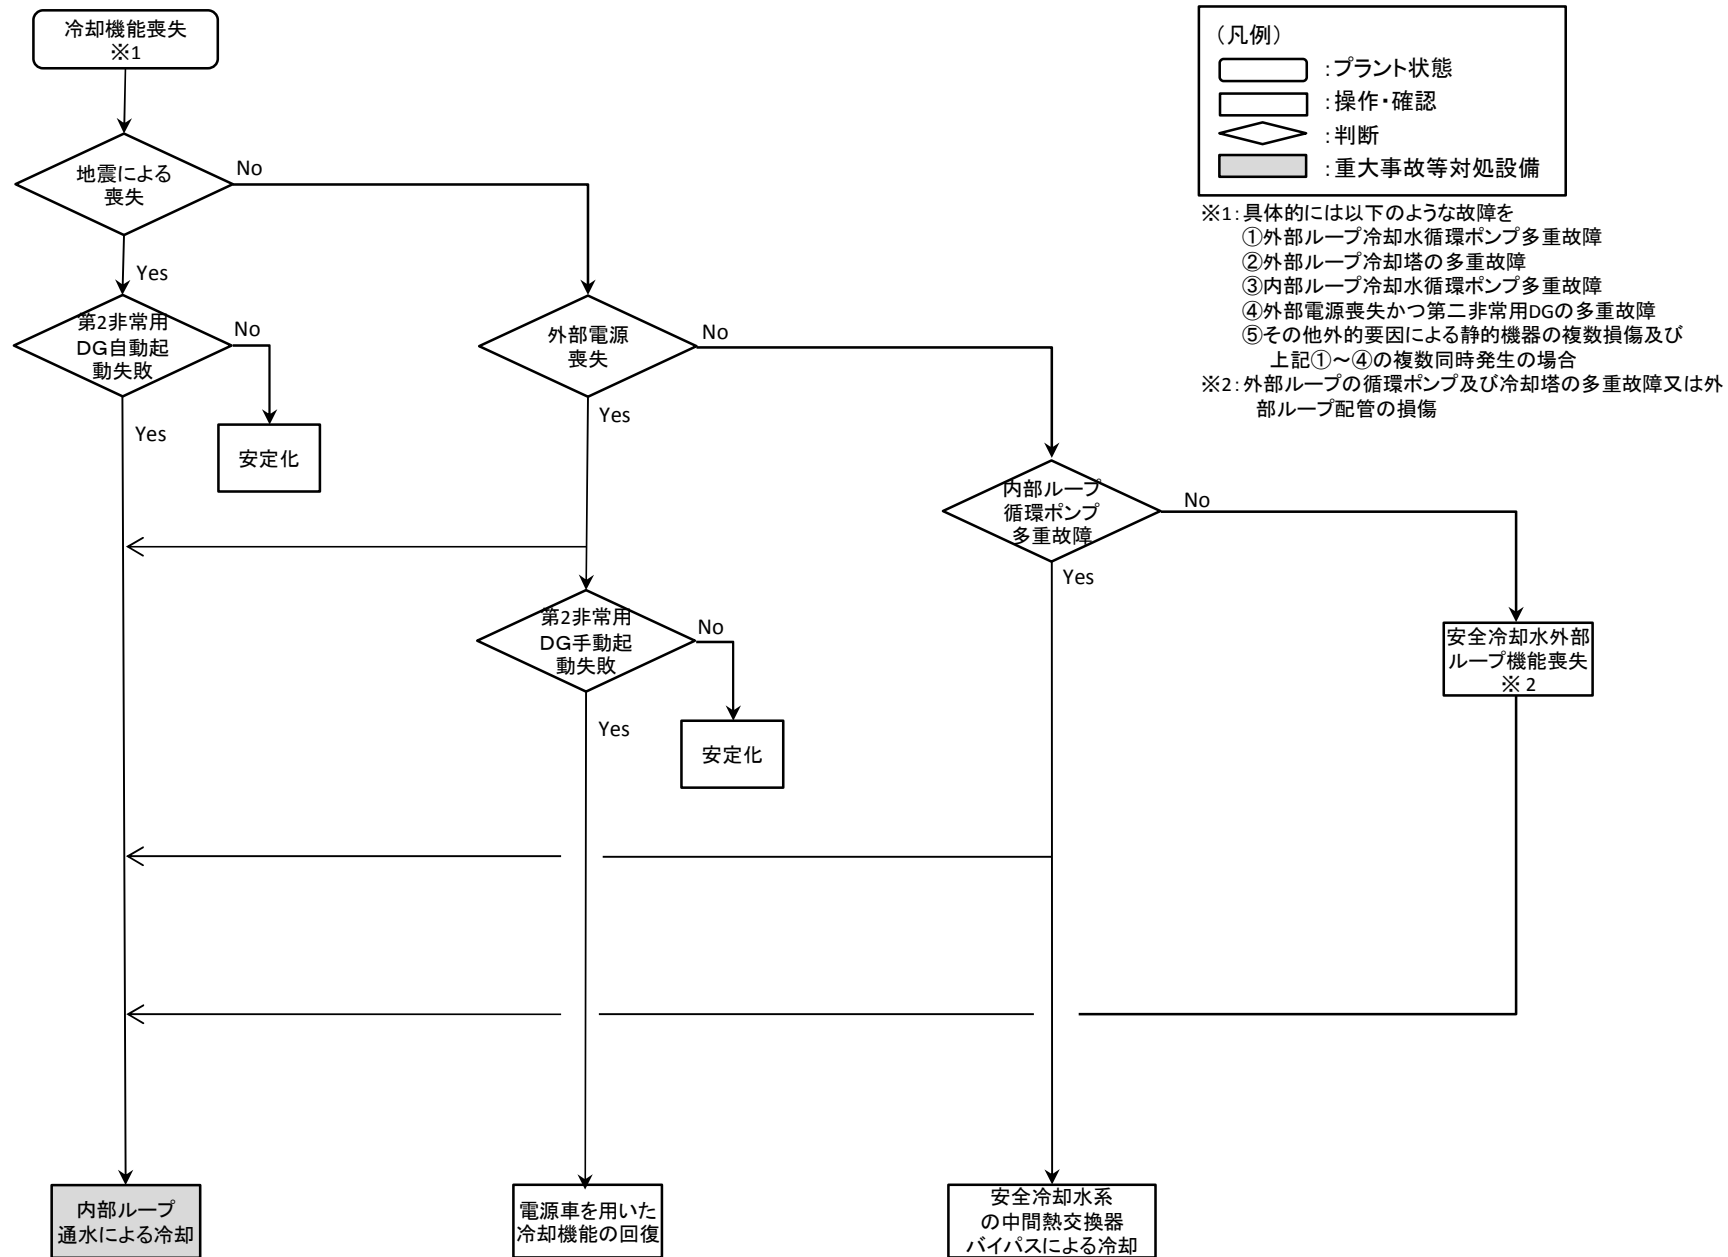 冷却機能喪失
※1
地震による
喪失
No
Yes
第2非常用
DG自動起
動失敗
No
Yes
安定化
外部電源
喪失
No
Yes
第2非常用
DG手動起
動失敗
No
Yes
安定化
内部ループ
循環ポンプ
多重故障
No
Yes
安全冷却水外部
ループ機能喪失
※2
内部ループ
通水による冷却
電源車を用いた
冷却機能の回復
安全冷却水系
の中間熱交換器
バイパスによる冷却
（凡例）
：プラント状態
：操作・確認
：判断
：重大事故等対処設備
※1：具体的には以下のような故障を
①外部ループ冷却水循環ポンプ多重故障
②外部ループ冷却塔の多重故障
③内部ループ冷却水循環ポンプ多重故障
④外部電源喪失かつ第二非常用DGの多重故障
⑤その他外的要因による静的機器の複数損傷及び
上記①～④の複数同時発生の場合
※2：外部ループの循環ポンプ及び冷却塔の多重故障又は外
部ループ配管の損傷